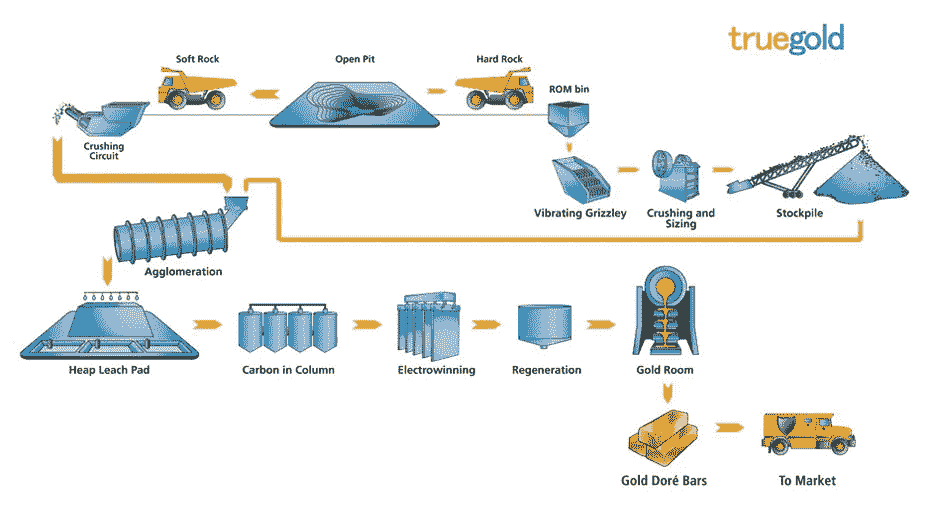 truegold
Soft Rock
Open Pit
Hard Rock
ROM bin
Crushing
Circuit
Vibrating Grizzley
Crushing and
Sizing
Stockpile
Agglomeration
Heap Leach Pad
Carbon in Column
Electrowinning
Regeneration
Gold Room
Gold Doré Bars
To Market